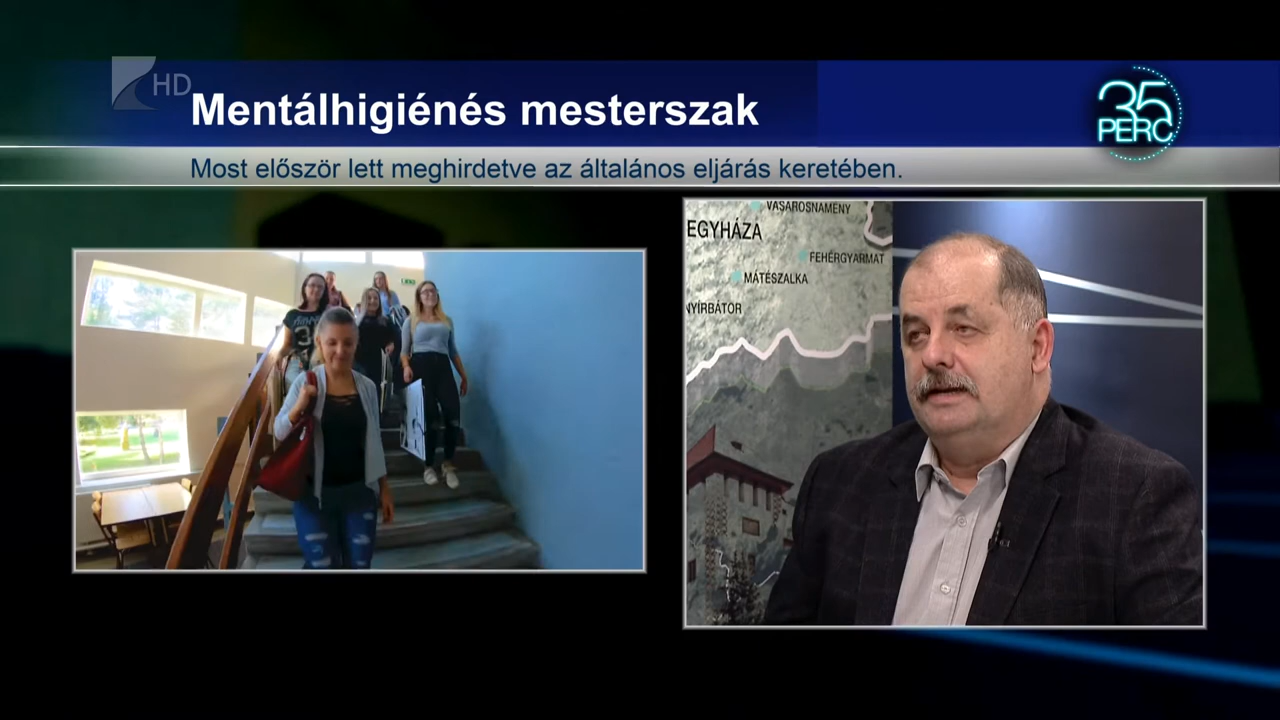 HD
Mentálhigiénés mesterszak
35
PERC
Most először lett meghirdetve az általános eljárás keretében.
VÁSÁROSNAMÉNY
EGYHÁZA
FEHÉRGYARMAT
MÁTÉSZALKA
NYÍRBÁTOR